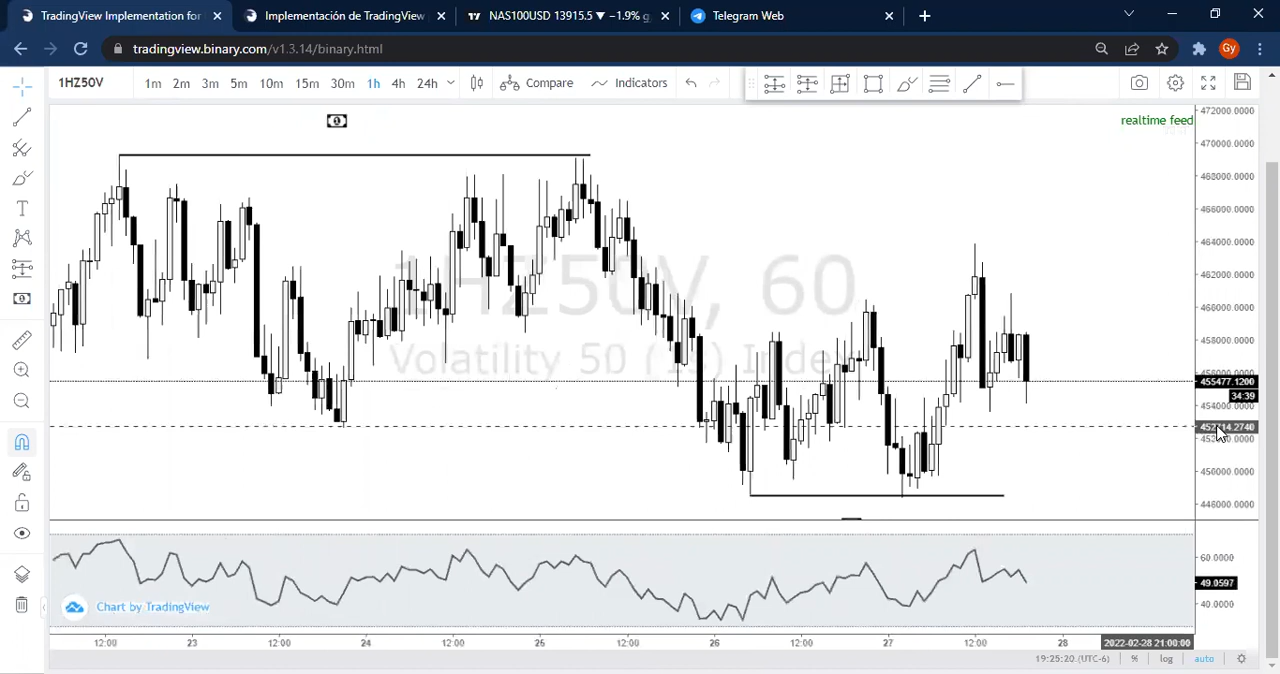 TradingView Implementation for
Implementación de TradingView
NAS100USD 13915.5 ▼ −1.9%
Telegram Web
Gy
tradingview.binary.com/v1.3.14/binary.html
1HZ50V 1m 2m 3m 5m 10m 15m 30m 1h 4h 24h Compare Indicators
realtime feed
1HZ50V, 60
Volatility 50 (1s) Index
472000.0000
470000.0000
468000.0000
466000.0000
464000.0000
462000.0000
460000.0000
458000.0000
456000.0000
455477.1200
34:39
454000.0000
452000.0000
450000.0000
448000.0000
60.0000
49.0597
40.0000
Chart by TradingView
12:00 23 12:00 24 12:00 25 12:00 26 12:00 27 12:00 28 2022-02-28 21:00:00
19:25:20 (UTC-6) % log auto